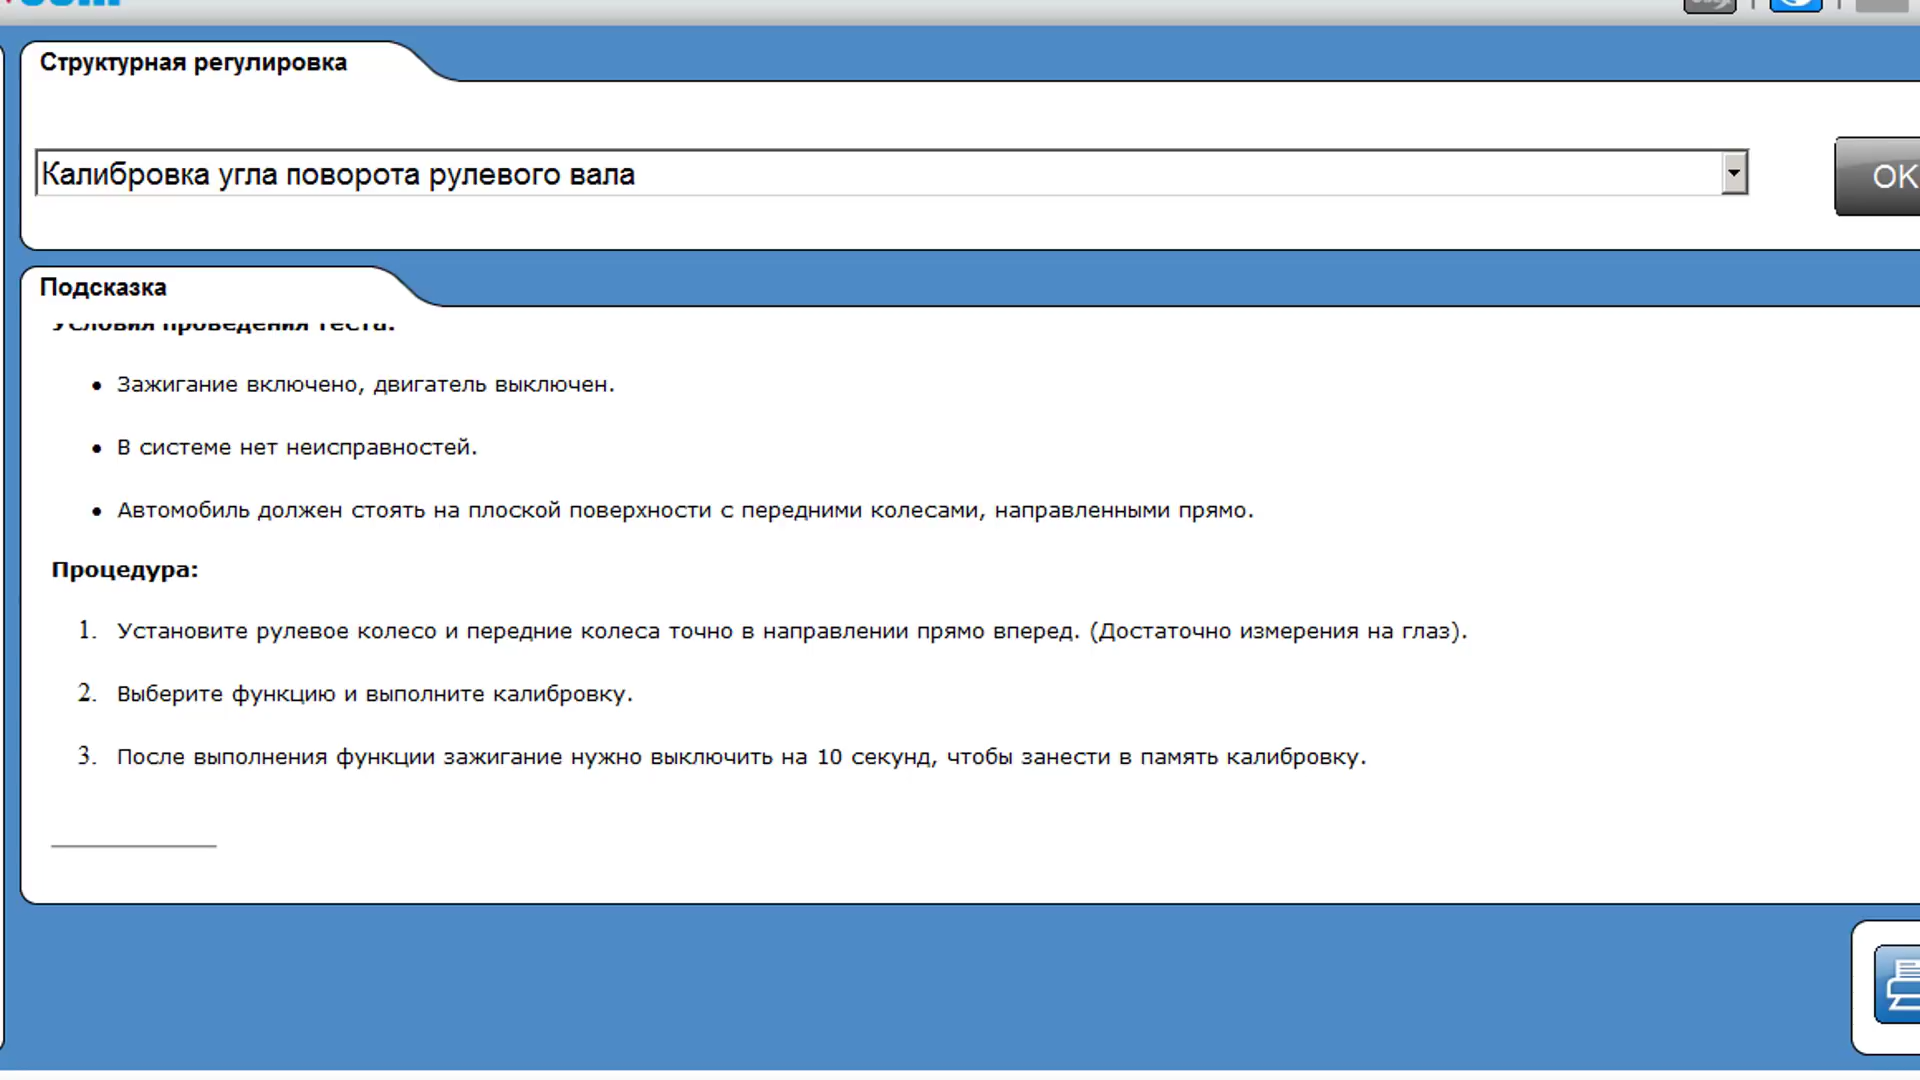 Структурная регулировка
Калибровка угла поворота рулевого вала
OK
Подсказка
Условия проведения теста:
• Зажигание включено, двигатель выключен.
• В системе нет неисправностей.
• Автомобиль должен стоять на плоской поверхности с передними колесами, направленными прямо.
Процедура:
1. Установите рулевое колесо и передние колеса точно в направлении прямо вперед. (Достаточно измерения на глаз).
2. Выберите функцию и выполните калибровку.
3. После выполнения функции зажигание нужно выключить на 10 секунд, чтобы занести в память калибровку.